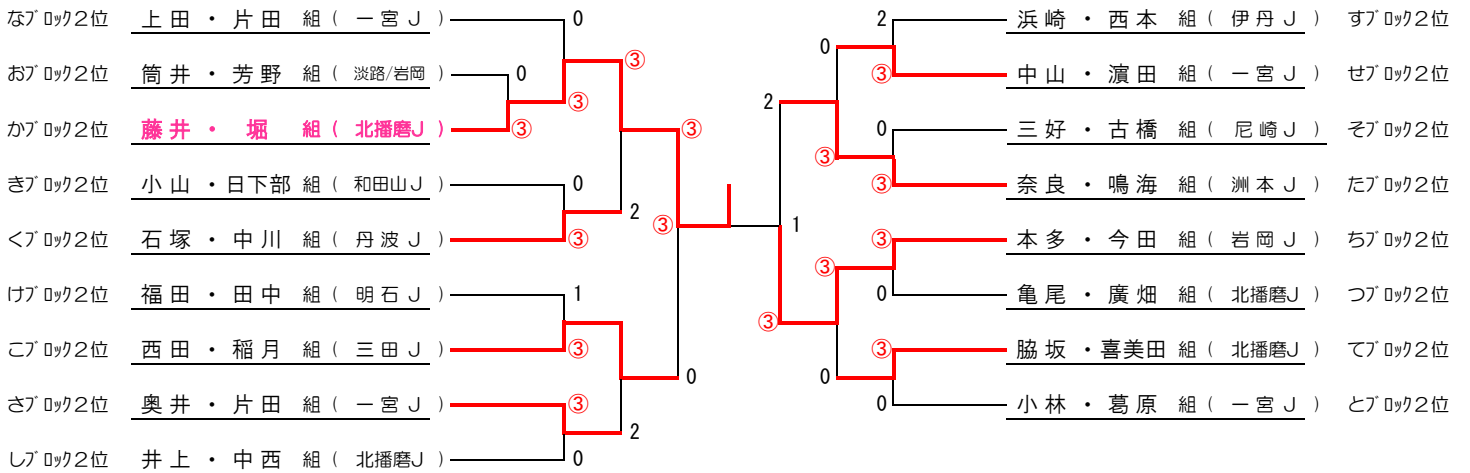 なブロック2位 上田・片田 組( 一宮J ) 0
おブロック2位 筒井・芳野 組( 淡路/岩岡 ) 0 ③
かブロック2位 藤井・堀 組( 北播磨J ) ③ ③ ③
きブロック2位 小山・日下部 組( 和田山J ) 0 2
くブロック2位 石塚・中川 組( 丹波J ) ③ ③
けブロック2位 福田・田中 組( 明石J ) 1
こブロック2位 西田・稲月 組( 三田J ) ③ 0
さブロック2位 奥井・片田 組( 一宮J ) ③ 2
しブロック2位 井上・中西 組( 北播磨J ) 0
2 浜崎・西本 組( 伊丹J ) すブロック2位
0 ③ 中山・濵田 組( 一宮J ) せブロック2位
2 0 三好・古橋 組( 尼崎J ) そブロック2位
③ ③ 奈良・鳴海 組( 洲本J ) たブロック2位
1 ③ 本多・今田 組( 岩岡J ) ちブロック2位
③ 0 亀尾・廣畑 組( 北播磨J ) つブロック2位
③ ③ 脇坂・喜美田 組( 北播磨J ) てブロック2位
0 0 小林・葛原 組( 一宮J ) とブロック2位